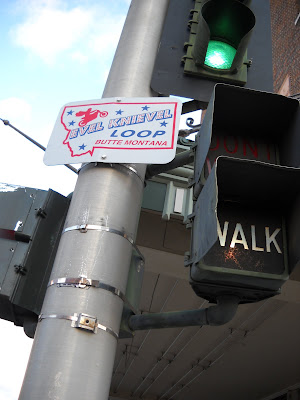 EVEL KNIEVEL
LOOP
BUTTE MONTANA
DONT
WALK